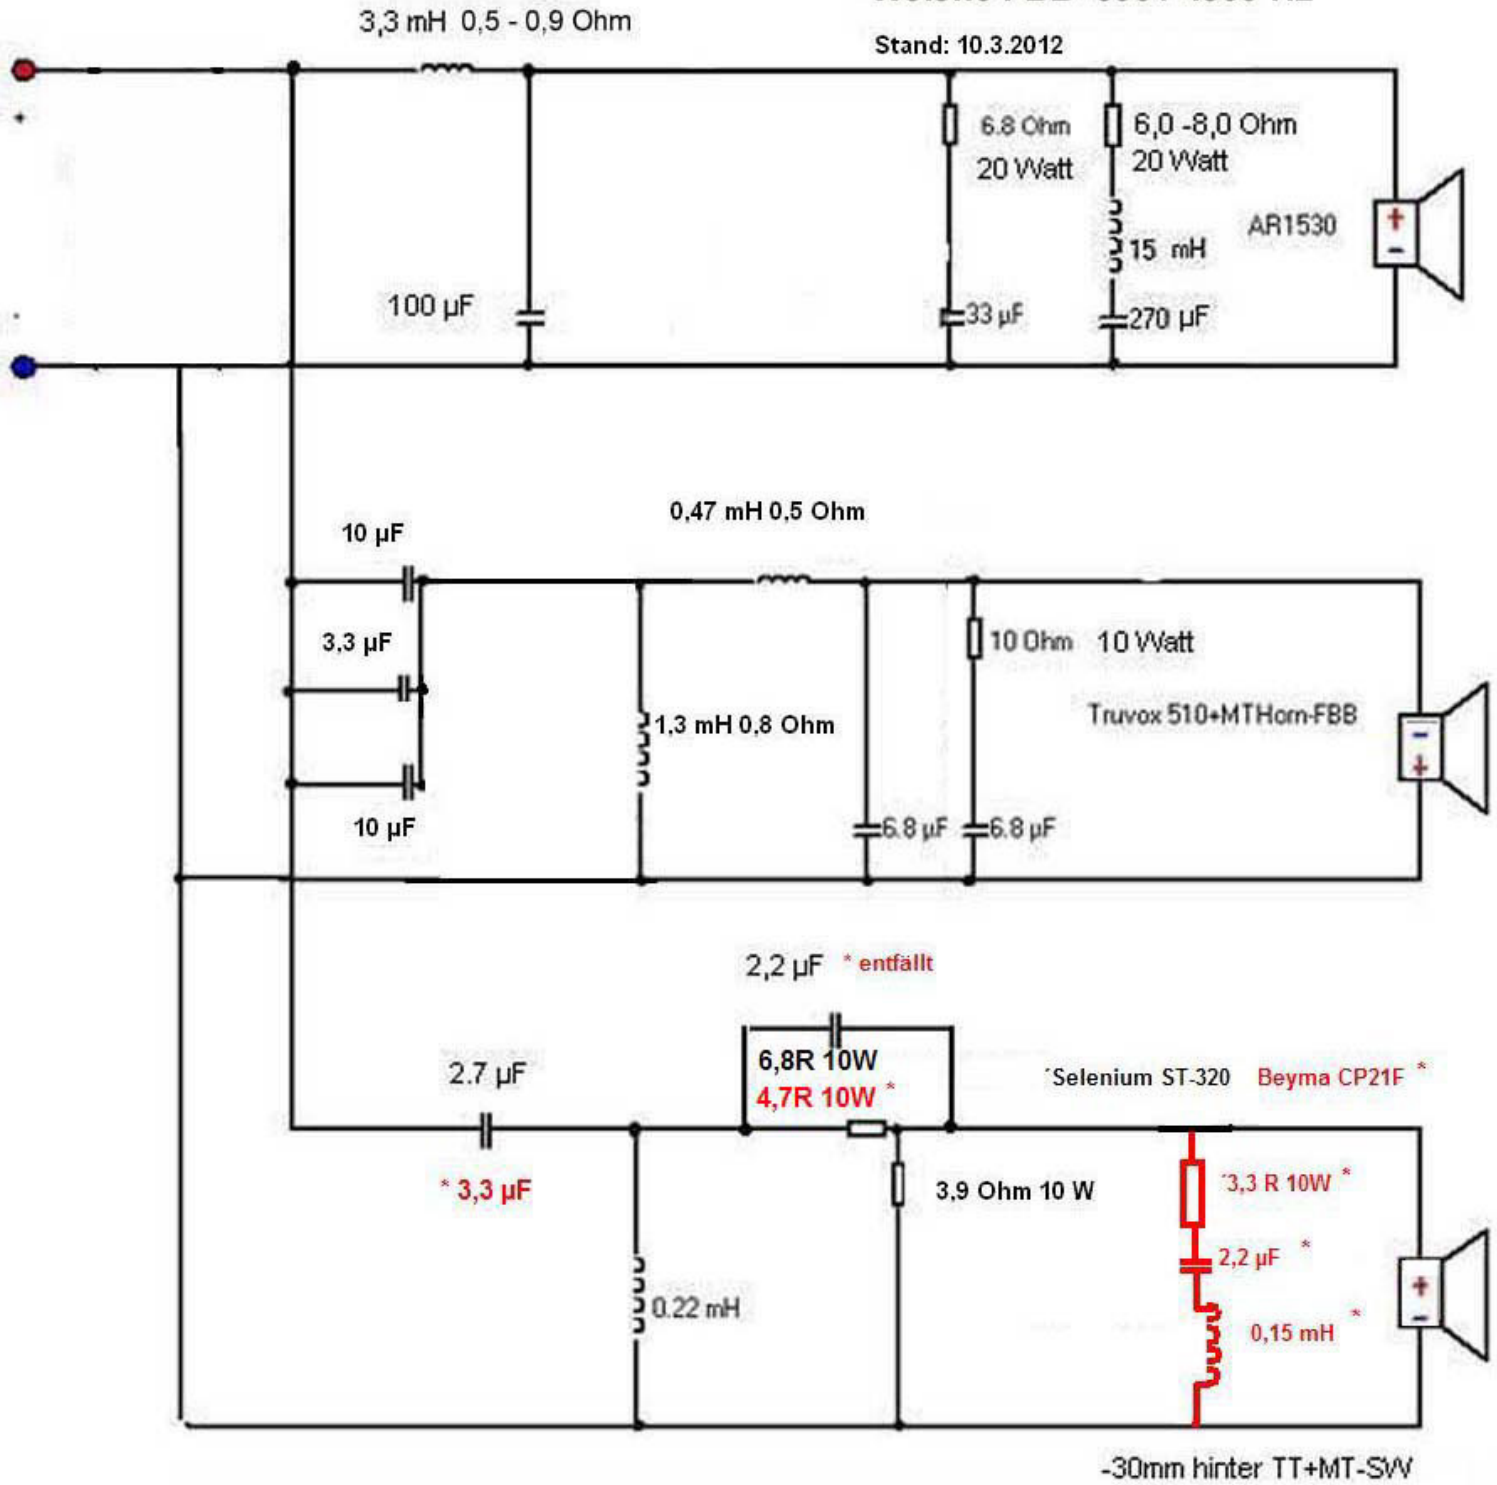 3,3 mH 0,5 - 0,9 Ohm
Stand: 10.3.2012
+
6.8 Ohm
20 Watt
6,0 -8,0 Ohm
20 Watt
AR1530
+
-
15 mH
100 µF
33 µF
270 µF
0,47 mH 0,5 Ohm
10 µF
3,3 µF
10 Ohm 10 Watt
1,3 mH 0,8 Ohm
Truvox 510+MTHorn-FBB
-
+
10 µF
6.8 µF
6.8 µF
2,2 µF * entfällt
2.7 µF
6,8R 10W
4,7R 10W *
´Selenium ST-320 Beyma CP21F *
* 3,3 µF
3,9 Ohm 10 W
´3,3 R 10W *
2,2 µF *
+
-
0.22 mH
0,15 mH *
-30mm hinter TT+MT-SW